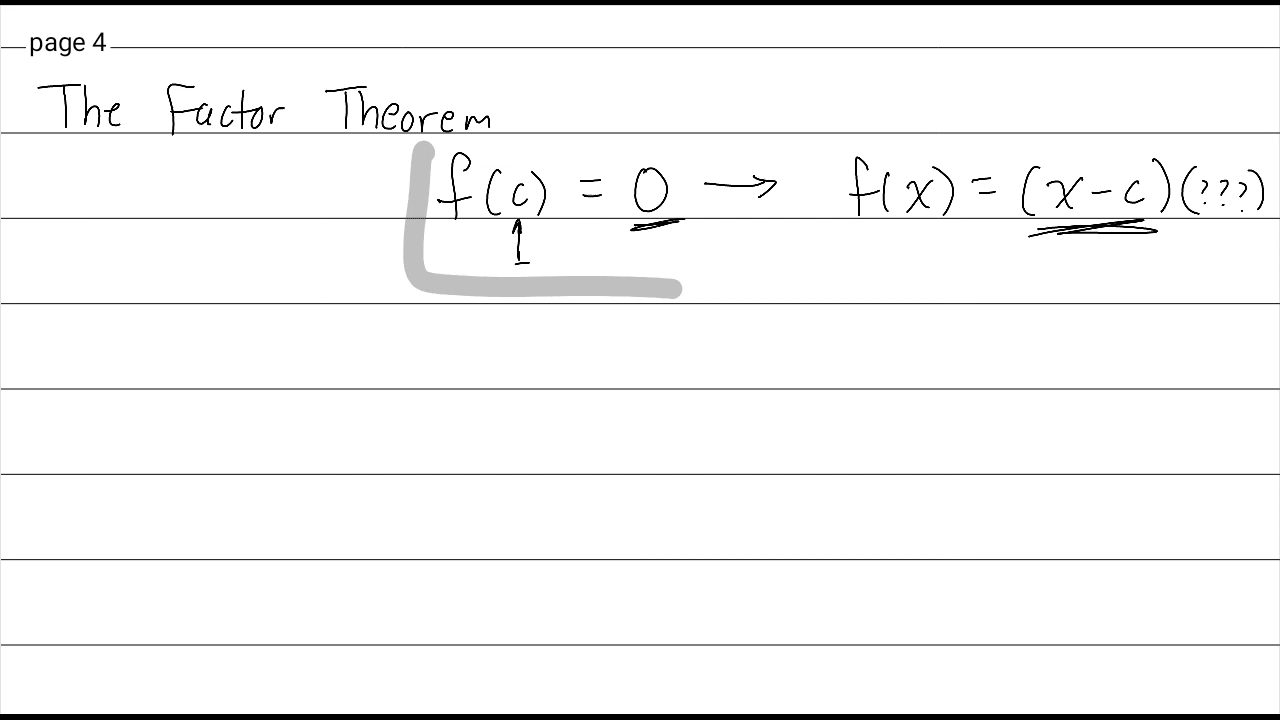 page 4
The Factor Theorem
f(c) = 0 → f(x) = (x-c)(???)